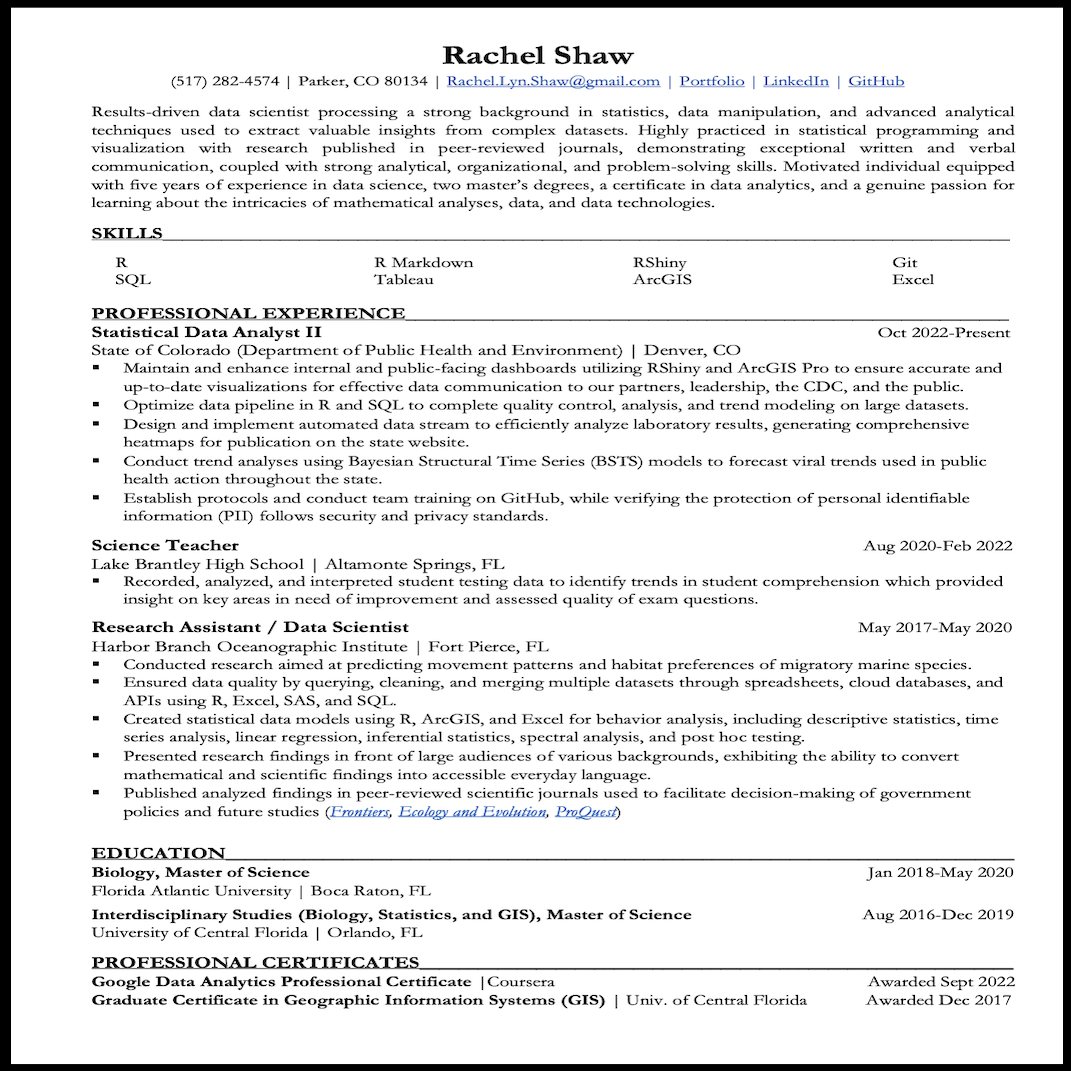 Rachel Shaw
(517) 282-4574 | Parker, CO 80134 | Rachel.Lyn.Shaw@gmail.com | Portfolio | LinkedIn | GitHub
Results-driven data scientist processing a strong background in statistics, data manipulation, and advanced analytical
techniques used to extract valuable insights from complex datasets. Highly practiced in statistical programming and
visualization with research published in peer-reviewed journals, demonstrating exceptional written and verbal
communication, coupled with strong analytical, organizational, and problem-solving skills. Motivated individual equipped
with five years of experience in data science, two master's degrees, a certificate in data analytics, and a genuine passion for
learning about the intricacies of mathematical analyses, data, and data technologies.
SKILLS
R R Markdown RShiny Git
SQL Tableau ArcGIS Excel
PROFESSIONAL EXPERIENCE
Statistical Data Analyst II Oct 2022-Present
State of Colorado (Department of Public Health and Environment) | Denver, CO
▪ Maintain and enhance internal and public-facing dashboards utilizing RShiny and ArcGIS Pro to ensure accurate and
up-to-date visualizations for effective data communication to our partners, leadership, the CDC, and the public.
▪ Optimize data pipeline in R and SQL to complete quality control, analysis, and trend modeling on large datasets.
▪ Design and implement automated data stream to efficiently analyze laboratory results, generating comprehensive
heatmaps for publication on the state website.
▪ Conduct trend analyses using Bayesian Structural Time Series (BSTS) models to forecast viral trends used in public
health action throughout the state.
▪ Establish protocols and conduct team training on GitHub, while verifying the protection of personal identifiable
information (PII) follows security and privacy standards.
Science Teacher Aug 2020-Feb 2022
Lake Brantley High School | Altamonte Springs, FL
▪ Recorded, analyzed, and interpreted student testing data to identify trends in student comprehension which provided
insight on key areas in need of improvement and assessed quality of exam questions.
Research Assistant / Data Scientist May 2017-May 2020
Harbor Branch Oceanographic Institute | Fort Pierce, FL
▪ Conducted research aimed at predicting movement patterns and habitat preferences of migratory marine species.
▪ Ensured data quality by querying, cleaning, and merging multiple datasets through spreadsheets, cloud databases, and
APIs using R, Excel, SAS, and SQL.
▪ Created statistical data models using R, ArcGIS, and Excel for behavior analysis, including descriptive statistics, time
series analysis, linear regression, inferential statistics, spectral analysis, and post hoc testing.
▪ Presented research findings in front of large audiences of various backgrounds, exhibiting the ability to convert
mathematical and scientific findings into accessible everyday language.
▪ Published analyzed findings in peer-reviewed scientific journals used to facilitate decision-making of government
policies and future studies (Frontiers, Ecology and Evolution, ProQuest)
EDUCATION
Biology, Master of Science Jan 2018-May 2020
Florida Atlantic University | Boca Raton, FL
Interdisciplinary Studies (Biology, Statistics, and GIS), Master of Science Aug 2016-Dec 2019
University of Central Florida | Orlando, FL
PROFESSIONAL CERTIFICATES
Google Data Analytics Professional Certificate |Coursera Awarded Sept 2022
Graduate Certificate in Geographic Information Systems (GIS) | Univ. of Central Florida Awarded Dec 2017